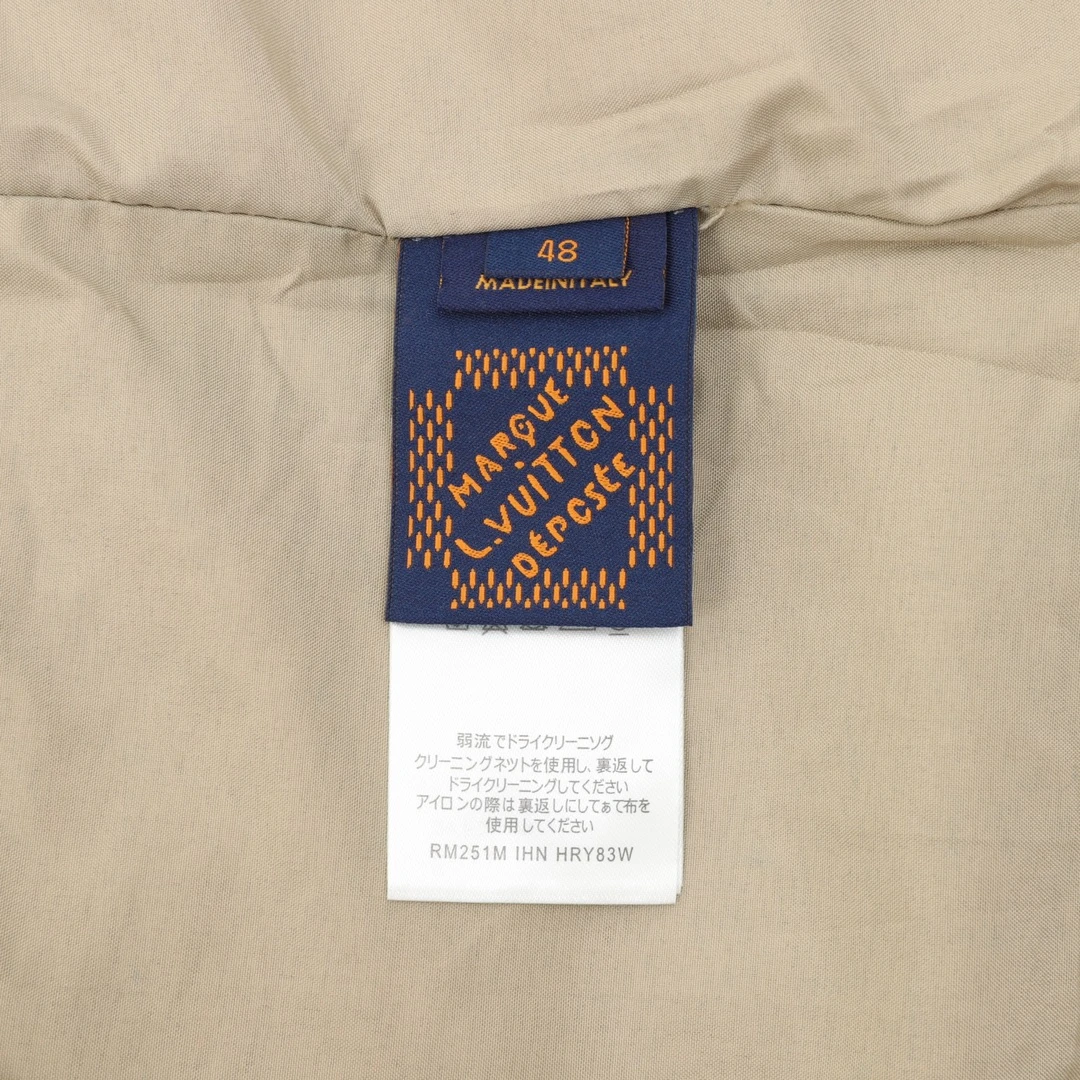 48
MADEINITALY
MARQUE
L.VUITTON
DÉPOSÉE
弱流でドライクリーニソグ
クリーニングネットを使用し、裏返して
ドライクリーニングしてください
アイロンの際は裏返しにしてぁて布を
使用してください
RM251M IHN HRY83W